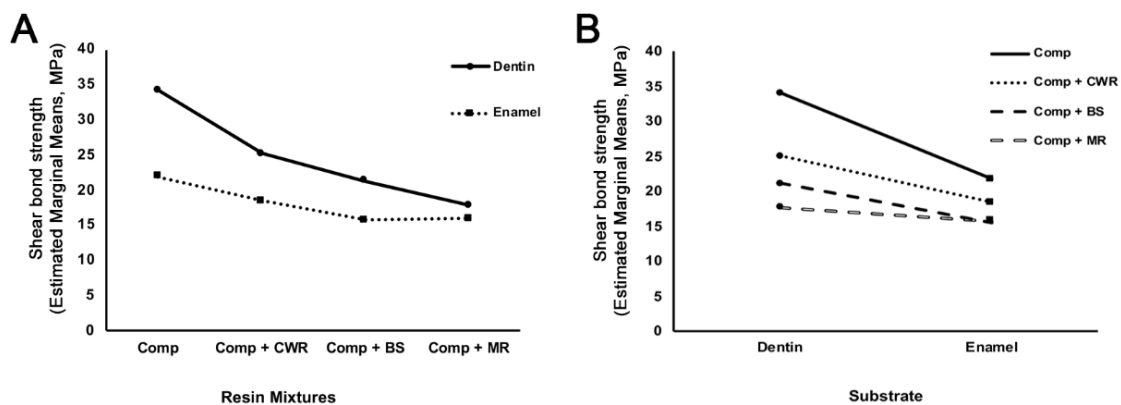 A
Shear bond strength
(Estimated Marginal Means, MPa)
40
35
30
25
20
15
10
5
0
Dentin
Enamel
Comp
Comp + CWR
Comp + BS
Comp + MR
Resin Mixtures
B
Shear bond strength
(Estimated Marginal Means, MPa)
40
35
30
25
20
15
10
5
0
Comp
Comp + CWR
Comp + BS
Comp + MR
Dentin
Enamel
Substrate